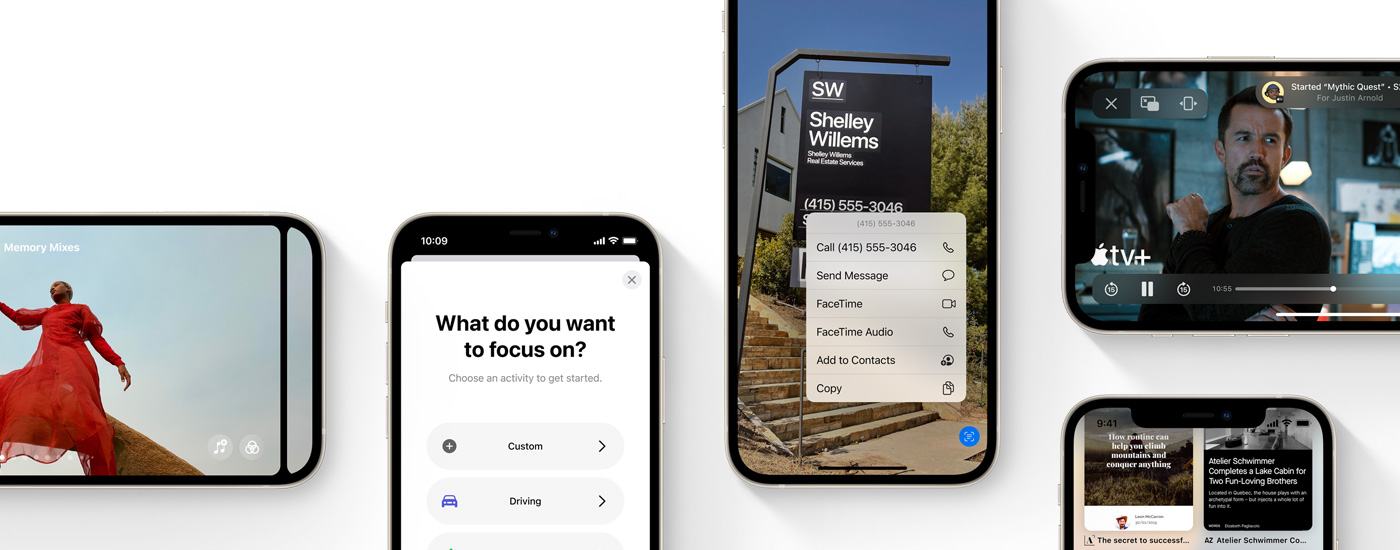 Memory Mixes
10:09
What do you want
to focus on?
Choose an activity to get started.
Custom
Driving
SW
Shelley
Willems
Shelley Willems
Real Estate Services
(415) 555-3046
(415) 555-3046
Call (415) 555-3046
Send Message
FaceTime
FaceTime Audio
Add to Contacts
Copy
Started “Mythic Quest” • S
For Justin Arnold
tv+
15
15
10:55
9:41
How routine can
help you climb
mountains and
conquer anything
Leon McCarron
Atelier Schwimmer
Completes a Lake Cabin for
Two Fun-Loving Brothers
Located in Quebec, the house plays with an
archetypal form – but injects a whole lot of
fun into it.
WORDS Elizabeth Pagliacolo
A The secret to successf...
AZ Atelier Schwimmer Co...